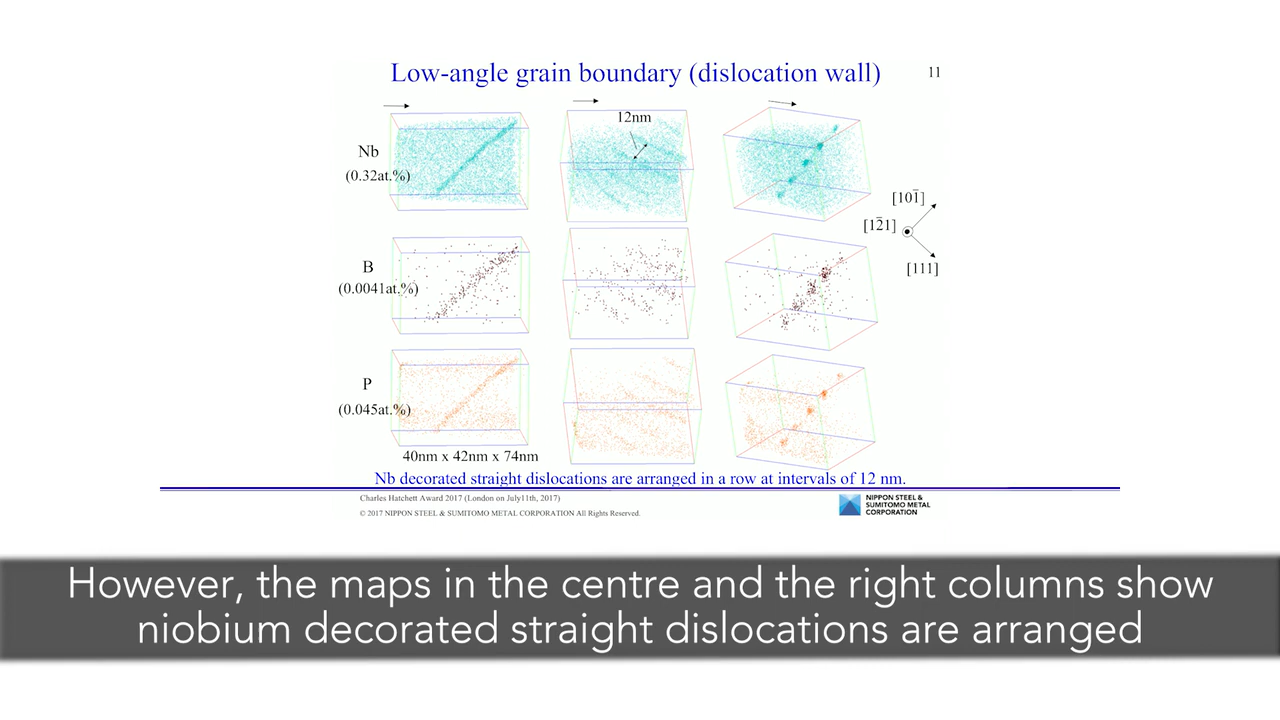 Low-angle grain boundary (dislocation wall)
11
12nm
Nb
(0.32at.%)
[101̄]
[12̄1]
[111]
B
(0.0041at.%)
P
(0.045at.%)
40nm x 42nm x 74nm
Nb decorated straight dislocations are arranged in a row at intervals of 12 nm.
Charles Hatchett Award 2017 (London on July11th, 2017)
© 2017 NIPPON STEEL & SUMITOMO METAL CORPORATION All Rights Reserved.
NIPPON STEEL &
SUMITOMO METAL
CORPORATION
However, the maps in the centre and the right columns show
niobium decorated straight dislocations are arranged